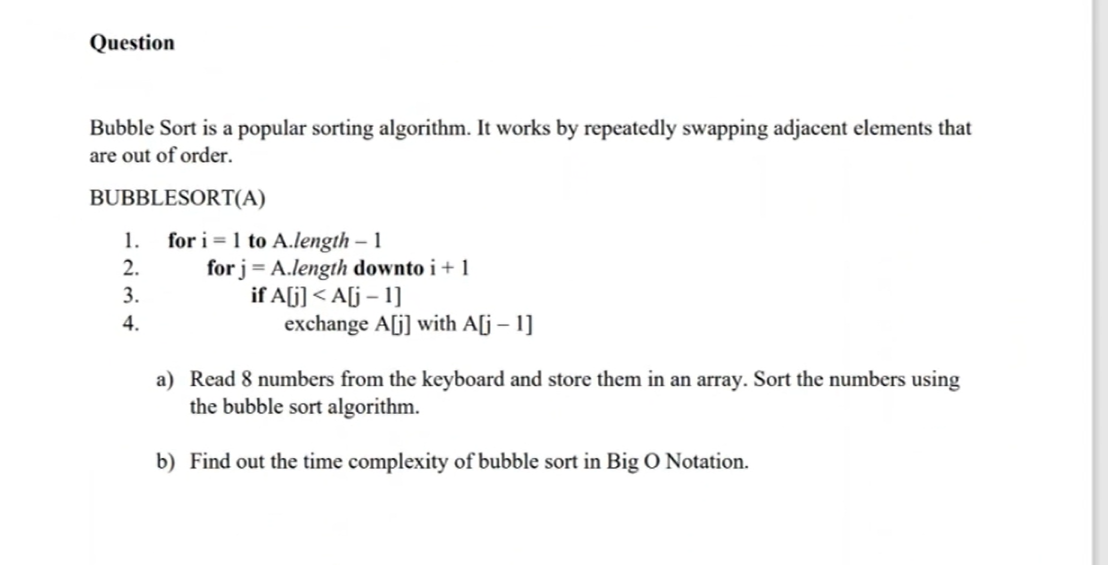 Question
Bubble Sort is a popular sorting algorithm. It works by repeatedly swapping adjacent elements that
are out of order.
BUBBLESORT(A)
1. for i = 1 to A.length – 1
2. for j = A.length downto i + 1
3. if A[j] < A[j – 1]
4. exchange A[j] with A[j – 1]
a) Read 8 numbers from the keyboard and store them in an array. Sort the numbers using
the bubble sort algorithm.
b) Find out the time complexity of bubble sort in Big O Notation.